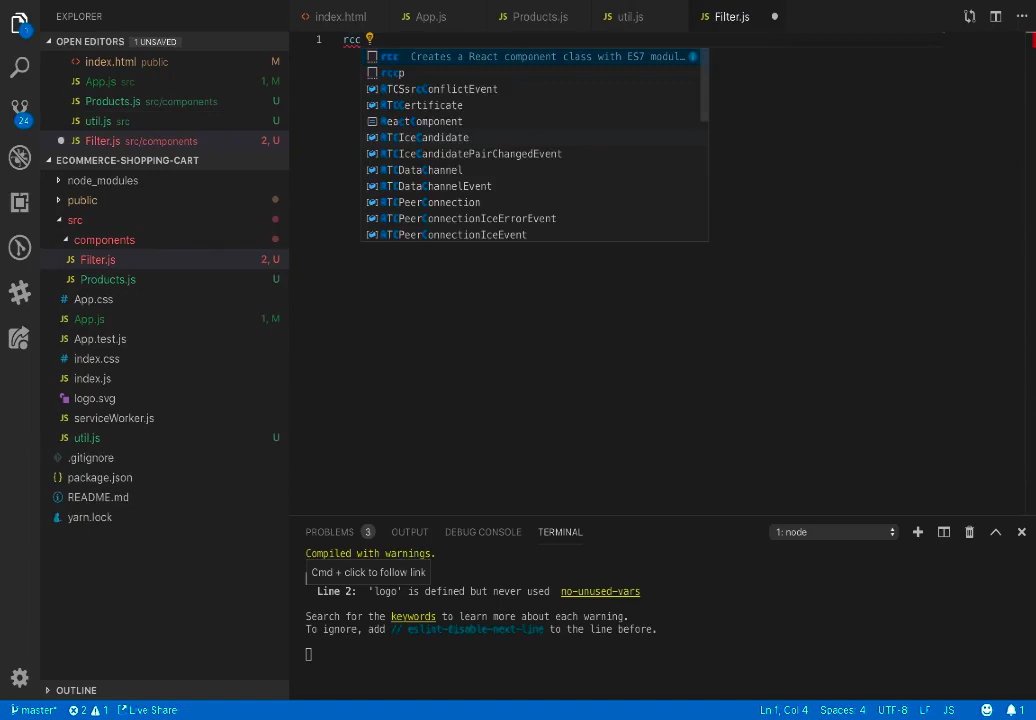 EXPLORER
OPEN EDITORS 1 UNSAVED
index.html public M
App.js src 1, M
Products.js src/components U
util.js src U
Filter.js src/components 2, U
ECOMMERCE-SHOPPING-CART
node_modules
public
src
components
Filter.js 2, U
Products.js U
App.css
App.js 1, M
App.test.js
index.css
index.js
logo.svg
serviceWorker.js
util.js U
.gitignore
package.json
README.md
yarn.lock
OUTLINE
1
24
index.html App.js Products.js util.js Filter.js
1 rcc
rcc Creates a React component class with ES7 modul…
rccp
RTCSsrcConflictEvent
RTCCertificate
ReactComponent
RTCIceCandidate
RTCIceCandidatePairChangedEvent
RTCDataChannel
RTCDataChannelEvent
RTCPeerConnection
RTCPeerConnectionIceErrorEvent
RTCPeerConnectionIceEvent
PROBLEMS 3 OUTPUT DEBUG CONSOLE TERMINAL 1: node
Compiled with warnings.
Cmd + click to follow link
Line 2: 'logo' is defined but never used no-unused-vars
Search for the keywords to learn more about each warning.
To ignore, add // eslint-disable-next-line to the line before.
master* 2 1 Live Share Ln 1, Col 4 Spaces: 4 UTF-8 LF JS 1